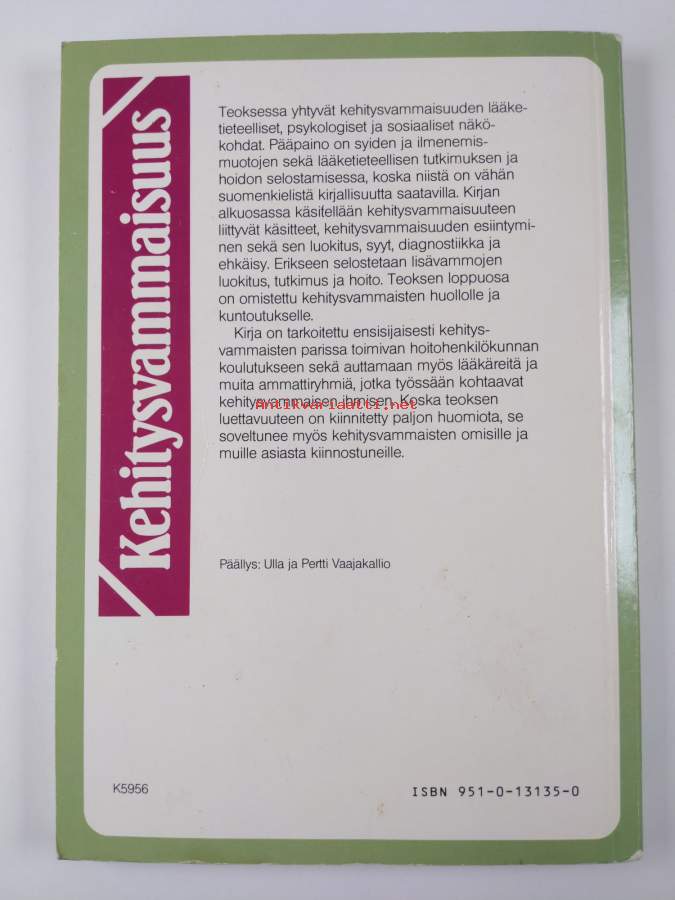 Kehitysvammaisuus
Teoksessa yhtyvät kehitysvammaisuuden lääke-
tieteelliset, psykologiset ja sosiaaliset näkö-
kohdat. Pääpaino on syiden ja ilmenemis-
muotojen sekä lääketieteellisen tutkimuksen ja
hoidon selostamisessa, koska niistä on vähän
suomenkielistä kirjallisuutta saatavilla. Kirjan
alkuosassa käsitellään kehitysvammaisuuteen
liittyvät käsitteet, kehitysvammaisuuden esiintymi-
nen sekä sen luokitus, syyt, diagnostiikka ja
ehkäisy. Erikseen selostetaan lisävammojen
luokitus, tutkimus ja hoito. Teoksen loppuosa
on omistettu kehitysvammaisten huollolle ja
kuntoutukselle.
Kirja on tarkoitettu ensisijaisesti kehitys-
vammaisten parissa toimivan hoitohenkilökunnan
koulutukseen sekä auttamaan myös lääkäreitä ja
muita ammattiryhmiä, jotka työssään kohtaavat
kehitysvammaisen ihmisen. Koska teoksen
Antikvariaatti.net
luettavuuteen on kiinnitetty paljon huomiota, se
soveltunee myös kehitysvammaisten omisille ja
muille asiasta kiinnostuneille.
Päällys: Ulla ja Pertti Vaajakallio
K5956
ISBN 951-0-13135-0